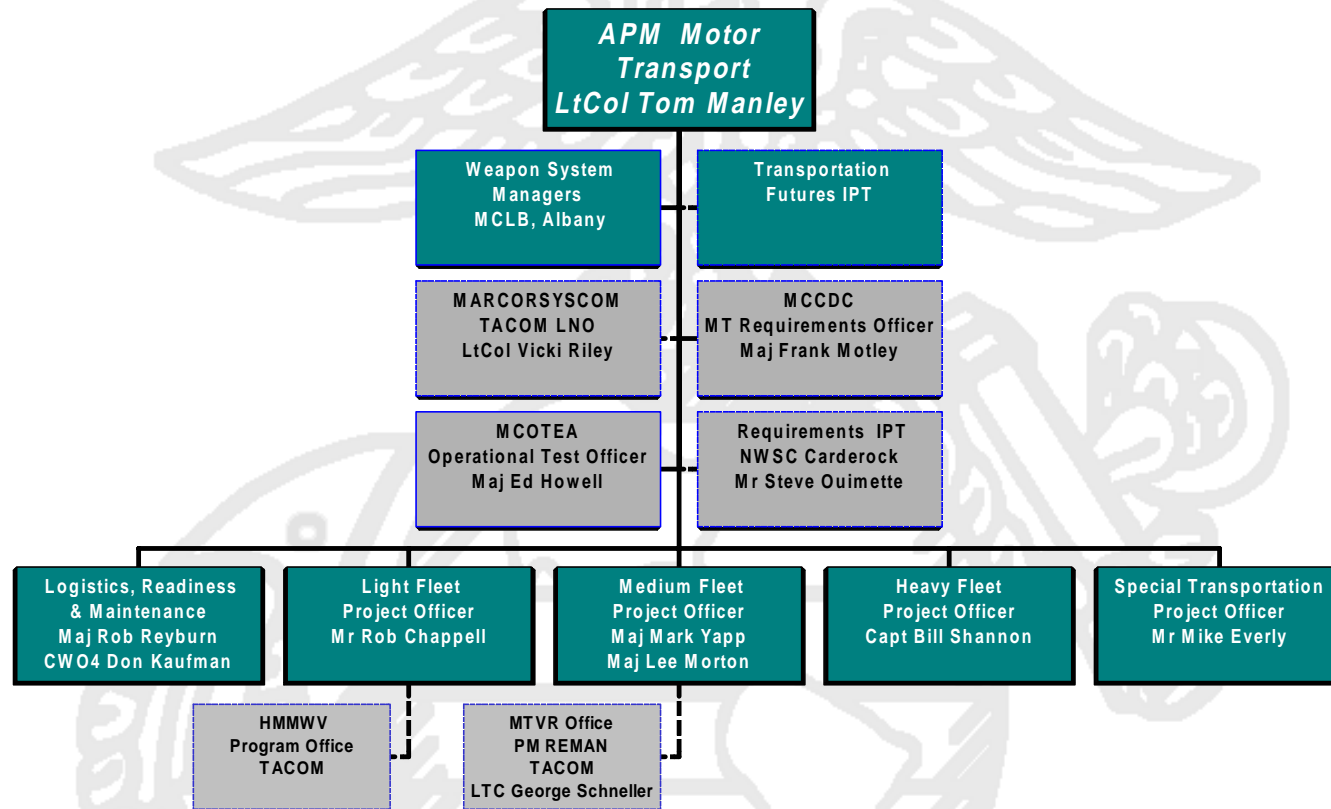 APM Motor
Transport
LtCol Tom Manley
Weapon System
Managers
MCLB, Albany
Transportation
Futures IPT
MARCORSYSCOM
TACOM LNO
LtCol Vicki Riley
MCCDC
MT Requirements Officer
Maj Frank Motley
MCOTEA
Operational Test Officer
Maj Ed Howell
Requirements IPT
NWSC Carderock
Mr Steve Ouimette
Logistics, Readiness
& Maintenance
Maj Rob Reyburn
CWO4 Don Kaufman
Light Fleet
Project Officer
Mr Rob Chappell
Medium Fleet
Project Officer
Maj Mark Yapp
Maj Lee Morton
Heavy Fleet
Project Officer
Capt Bill Shannon
Special Transportation
Project Officer
Mr Mike Everly
HMMWV
Program Office
TACOM
MTVR Office
PM REMAN
TACOM
LTC George Schneller